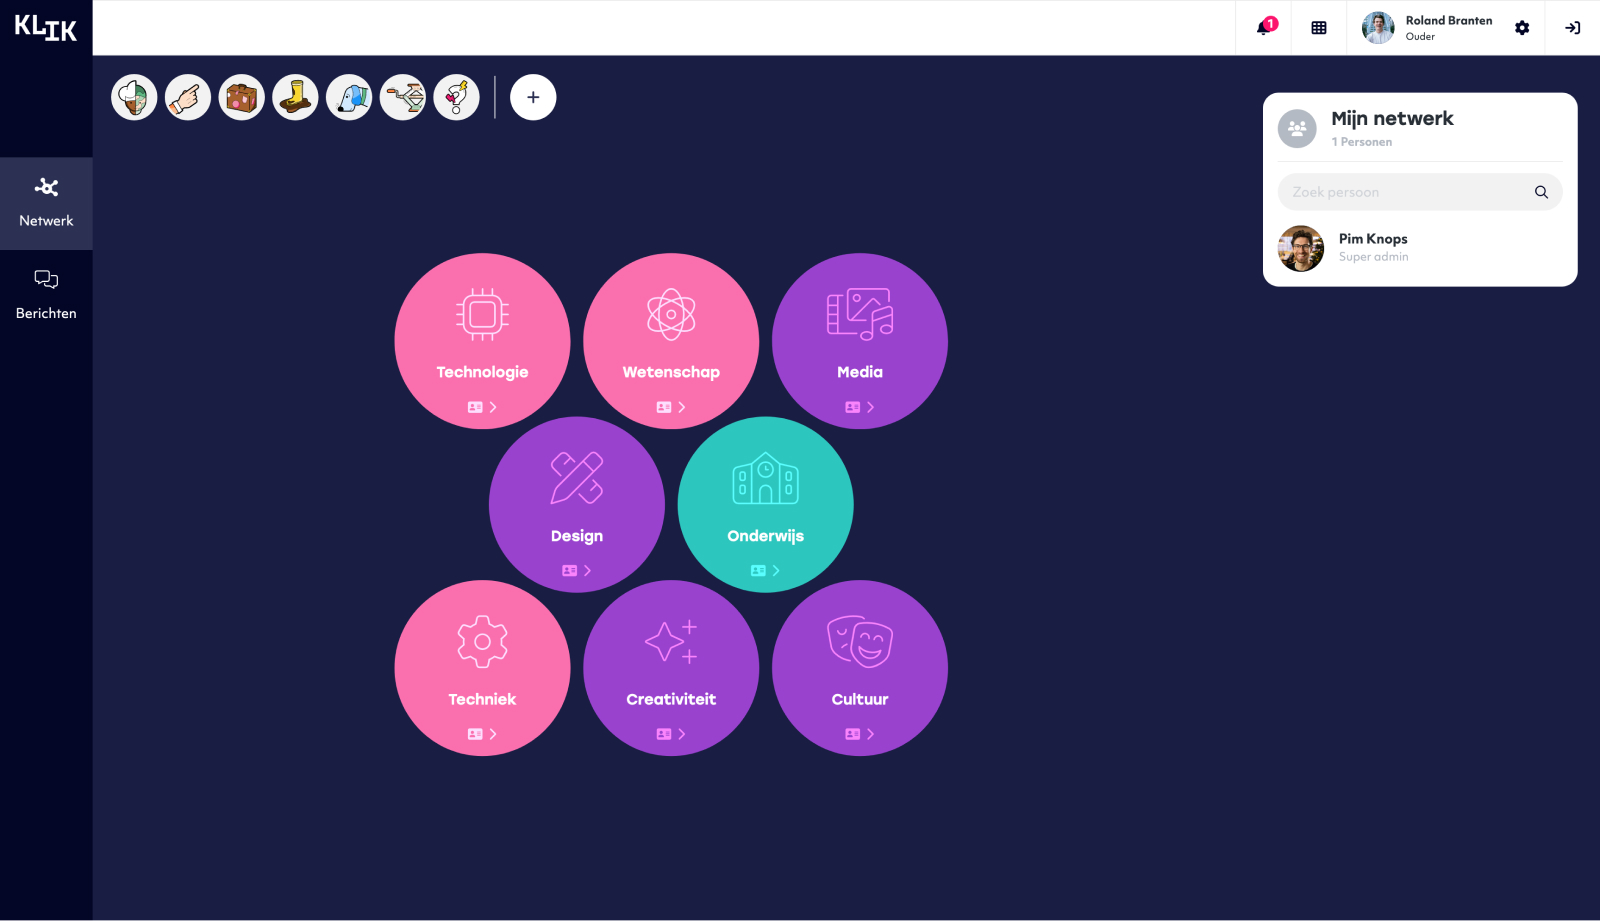 KLIK
1
Roland Branten
Ouder
Netwerk
Berichten
Mijn netwerk
1 Personen
Zoek persoon
Pim Knops
Super admin
Technologie
Wetenschap
Media
Design
Onderwijs
Techniek
Creativiteit
Cultuur